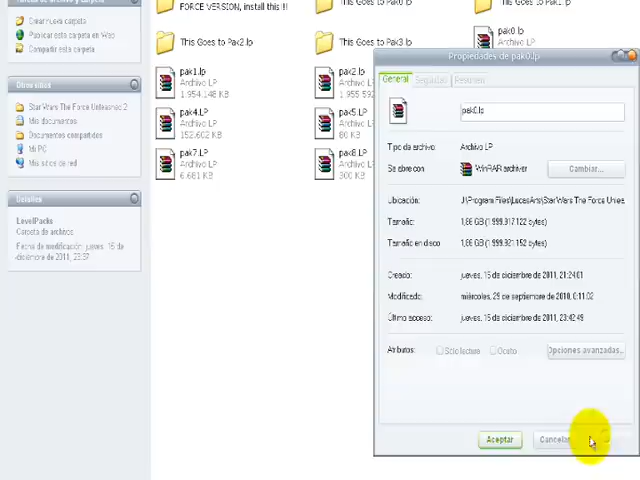 FORCE VERSION, install this !!!
This Goes to Pak0.lp
This Goes to Pak1.lp
Crear nueva carpeta
Publicar esta carpeta en Web
Compartir esta carpeta
This Goes to Pak2.lp
This Goes to Pak3.lp
pak0.lp
Archivo LP
Otros sitios
Star Wars The Force Unleashed 2
Mis documentos
Documentos compartidos
Mi PC
Mis sitios de red
Detalles
LevelPacks
Carpeta de archivos
Fecha de modificación: jueves, 15 de
diciembre de 2011, 23:37
pak1.lp
Archivo LP
1.954.148 KB
pak2.lp
Archivo LP
1.955.592
pak4.LP
Archivo LP
152.602 KB
pak5.LP
Archivo LP
80 KB
pak7.LP
Archivo LP
6.681 KB
pak8.LP
Archivo LP
300 KB
Propiedades de pak0.lp
General
Seguridad
Resumen
pak0.lp
Tipo de archivo: Archivo LP
Se abre con WinRAR archiver
Cambiar...
Ubicación: J:\Program Files\LucasArts\Star Wars The Force Unlea
Tamaño: 1,86 GB (1.999.817.122 bytes)
Tamaño en disco 1,86 GB (1.999.821.152 bytes)
Creado: jueves, 15 de diciembre de 2011, 21:24:01
Modificado: miércoles, 29 de septiembre de 2010, 0:11:02
Último acceso: jueves, 15 de diciembre de 2011, 23:42:49
Atributos: Sólo lectura Oculto
Opciones avanzadas...
Aceptar
Cancelar